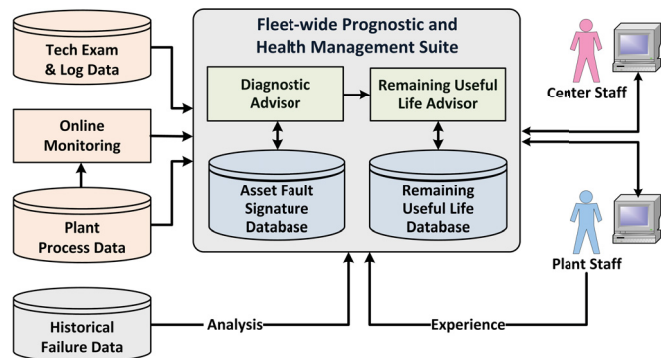 Fleet-wide Prognostic and
Health Management Suite
Tech Exam
& Log Data
Online
Monitoring
Plant
Process Data
Historical
Failure Data
Diagnostic
Advisor
Remaining Useful
Life Advisor
Asset Fault
Signature
Database
Remaining
Useful Life
Database
Center Staff
Plant Staff
Analysis
Experience